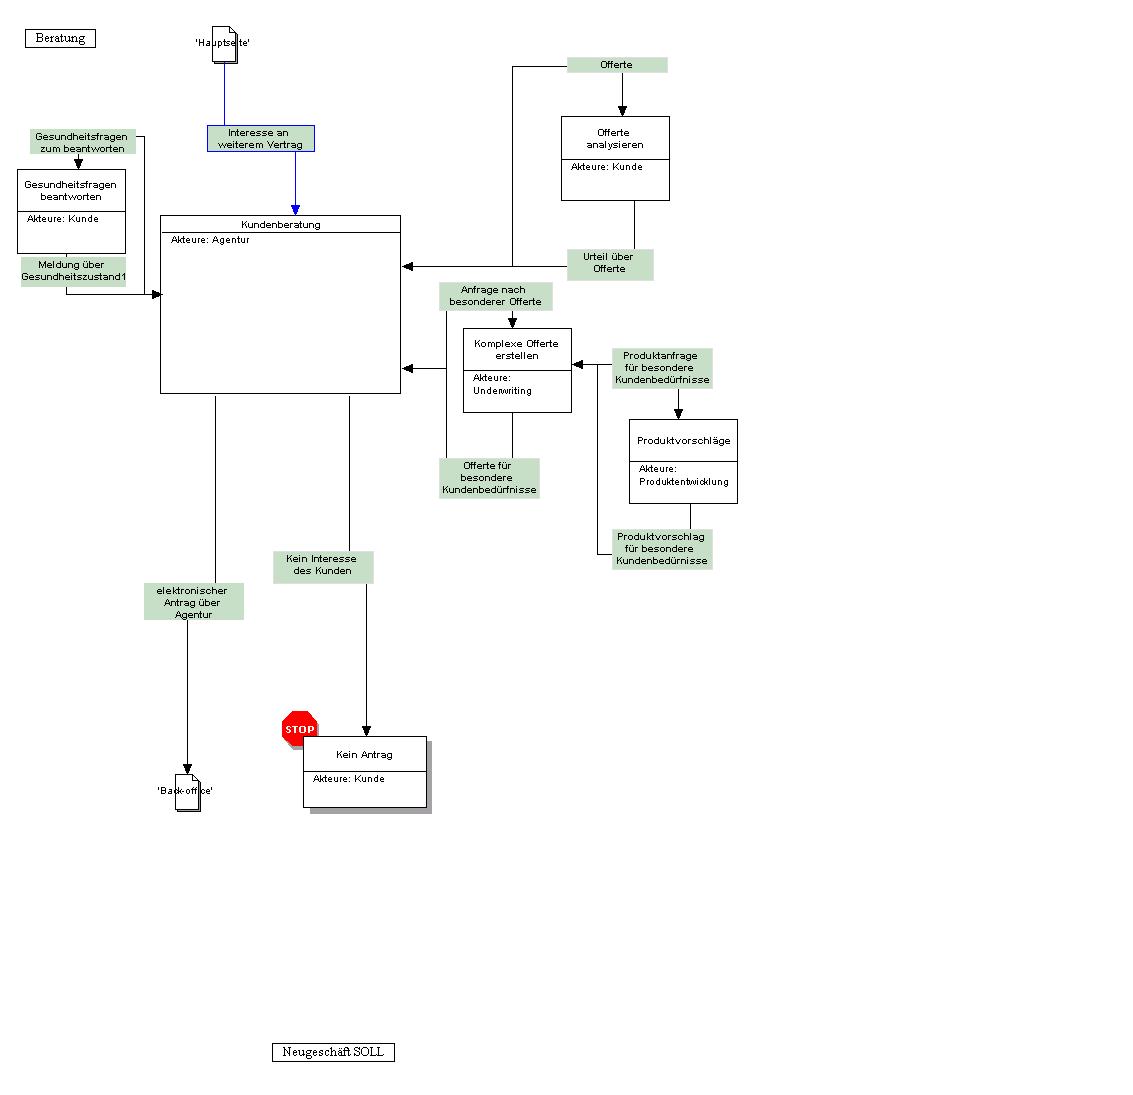 Beratung
'Hauptseite'
Offerte
Offerte
analysieren
Akteure: Kunde
Gesundheitsfragen
zum beantworten
Interesse an
weiterem Vertrag
Gesundheitsfragen
beantworten
Akteure: Kunde
Kundenberatung
Akteure: Agentur
Meldung über
Gesundheitszustand1
Urteil über
Offerte
Anfrage nach
besonderer Offerte
Komplexe Offerte
erstellen
Akteure:
Underwriting
Produktanfrage
für besondere
Kundenbedürfnisse
Produktvorschläge
Akteure:
Produktentwicklung
Offerte für
besondere
Kundenbedürfnisse
Produktvorschlag
für besondere
Kundenbedürnisse
Kein Interesse
des Kunden
elektronischer
Antrag über
Agentur
STOP
Kein Antrag
Akteure: Kunde
'Back-office'
Neugeschäft SOLL